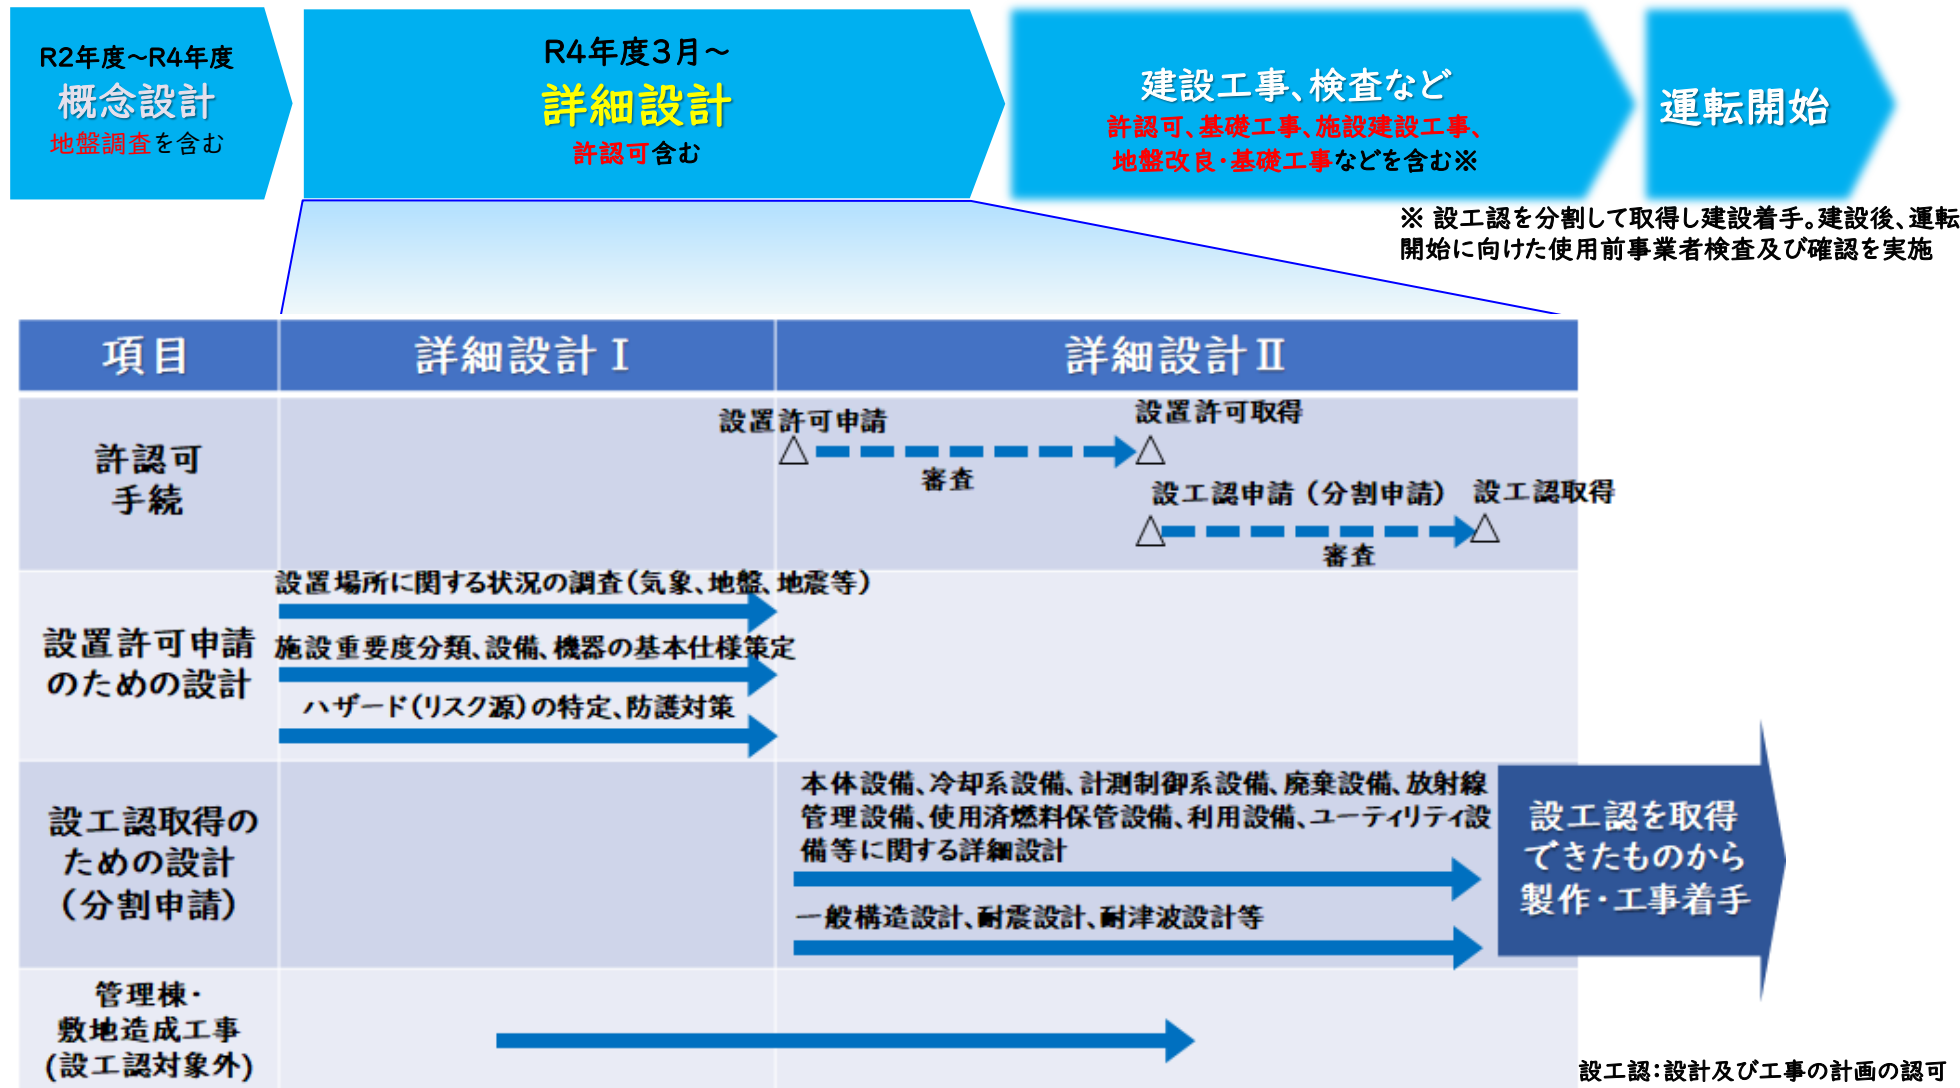 R2年度～R4年度
概念設計
地盤調査を含む
R4年度3月～
詳細設計
許認可含む
建設工事、検査など
許認可、基礎工事、施設建設工事、
地盤改良・基礎工事などを含む※
運転開始
※ 設工認を分割して取得し建設着手。建設後、運転
開始に向けた使用前事業者検査及び確認を実施
項目
詳細設計Ⅰ
詳細設計Ⅱ
許認可
手続
設置許可申請
審査
設置許可取得
設工認申請（分割申請）
設工認取得
審査
設置許可申請
のための設計
設置場所に関する状況の調査（気象、地盤、地震等）
施設重要度分類、設備、機器の基本仕様策定
ハザード（リスク源）の特定、防護対策
設工認取得の
ための設計
（分割申請）
本体設備、冷却系設備、計測制御系設備、廃棄設備、放射線
管理設備、使用済燃料保管設備、利用設備、ユーティリティ設
備等に関する詳細設計
一般構造設計、耐震設計、耐津波設計等
設工認を取得
できたものから
製作・工事着手
管理棟・
敷地造成工事
(設工認対象外)
設工認：設計及び工事の計画の認可